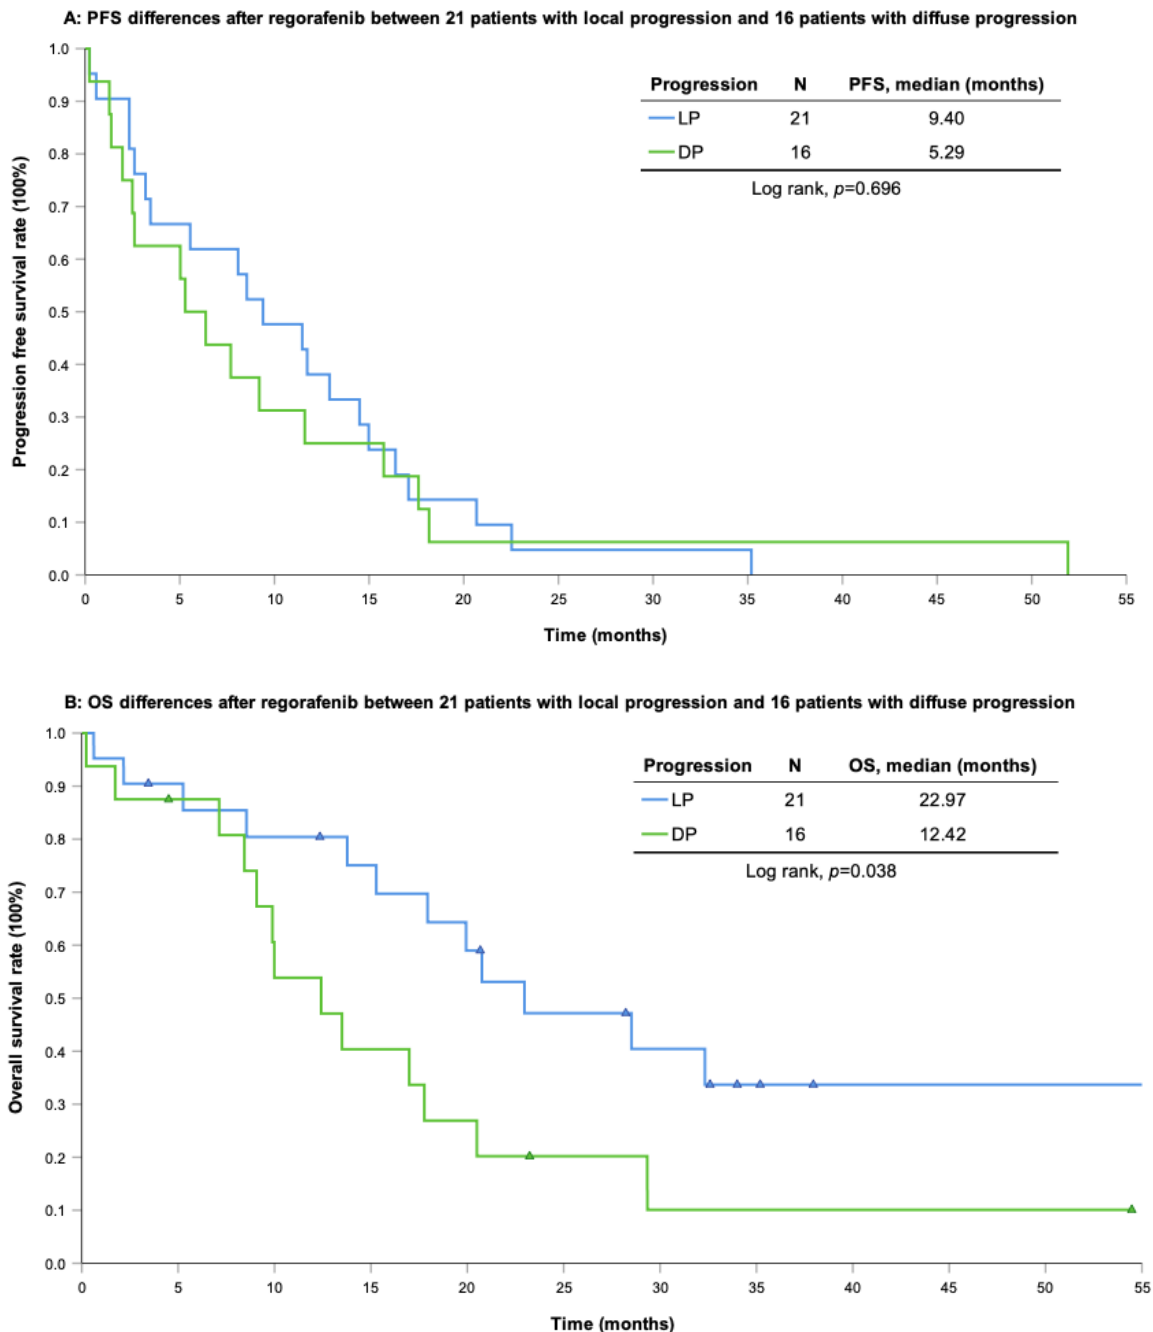 A: PFS differences after regorafenib between 21 patients with local progression and 16 patients with diffuse progression
Progression free survival rate (100%)
1.0
0.9
0.8
0.7
0.6
0.5
0.4
0.3
0.2
0.1
0.0
Progression N PFS, median (months)
LP 21 9.40
DP 16 5.29
Log rank, p=0.696
0 5 10 15 20 25 30 35 40 45 50 55
Time (months)
B: OS differences after regorafenib between 21 patients with local progression and 16 patients with diffuse progression
Overall survival rate (100%)
1.0
0.9
0.8
0.7
0.6
0.5
0.4
0.3
0.2
0.1
0.0
Progression N OS, median (months)
LP 21 22.97
DP 16 12.42
Log rank, p=0.038
0 5 10 15 20 25 30 35 40 45 50 55
Time (months)